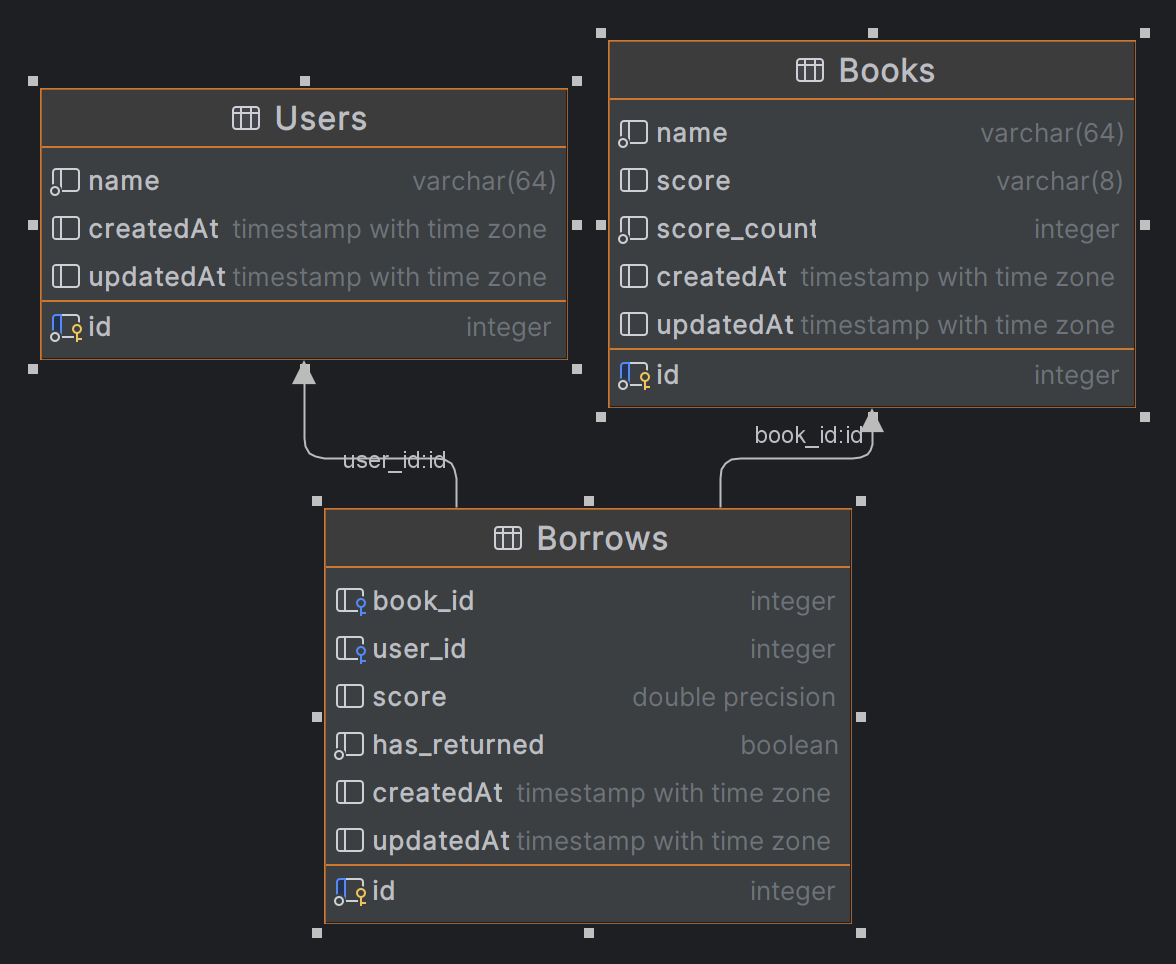 Users
name varchar(64)
createdAt timestamp with time zone
updatedAt timestamp with time zone
id integer
Books
name varchar(64)
score varchar(8)
score_count integer
createdAt timestamp with time zone
updatedAt timestamp with time zone
id integer
user_id:id
book_id:id
Borrows
book_id integer
user_id integer
score double precision
has_returned boolean
createdAt timestamp with time zone
updatedAt timestamp with time zone
id integer